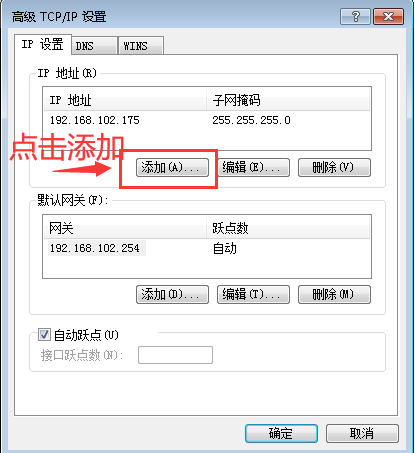 高级 TCP/IP 设置
IP 设置 DNS WINS
IP 地址(R)
IP 地址 子网掩码
192.168.102.175 255.255.255.0
点击添加
添加(A)... 编辑(E)... 删除(V)
默认网关(F):
网关 跃点数
192.168.102.254 自动
添加(D)... 编辑(T)... 删除(M)
自动跃点(U)
接口跃点数(N):
确定 取消